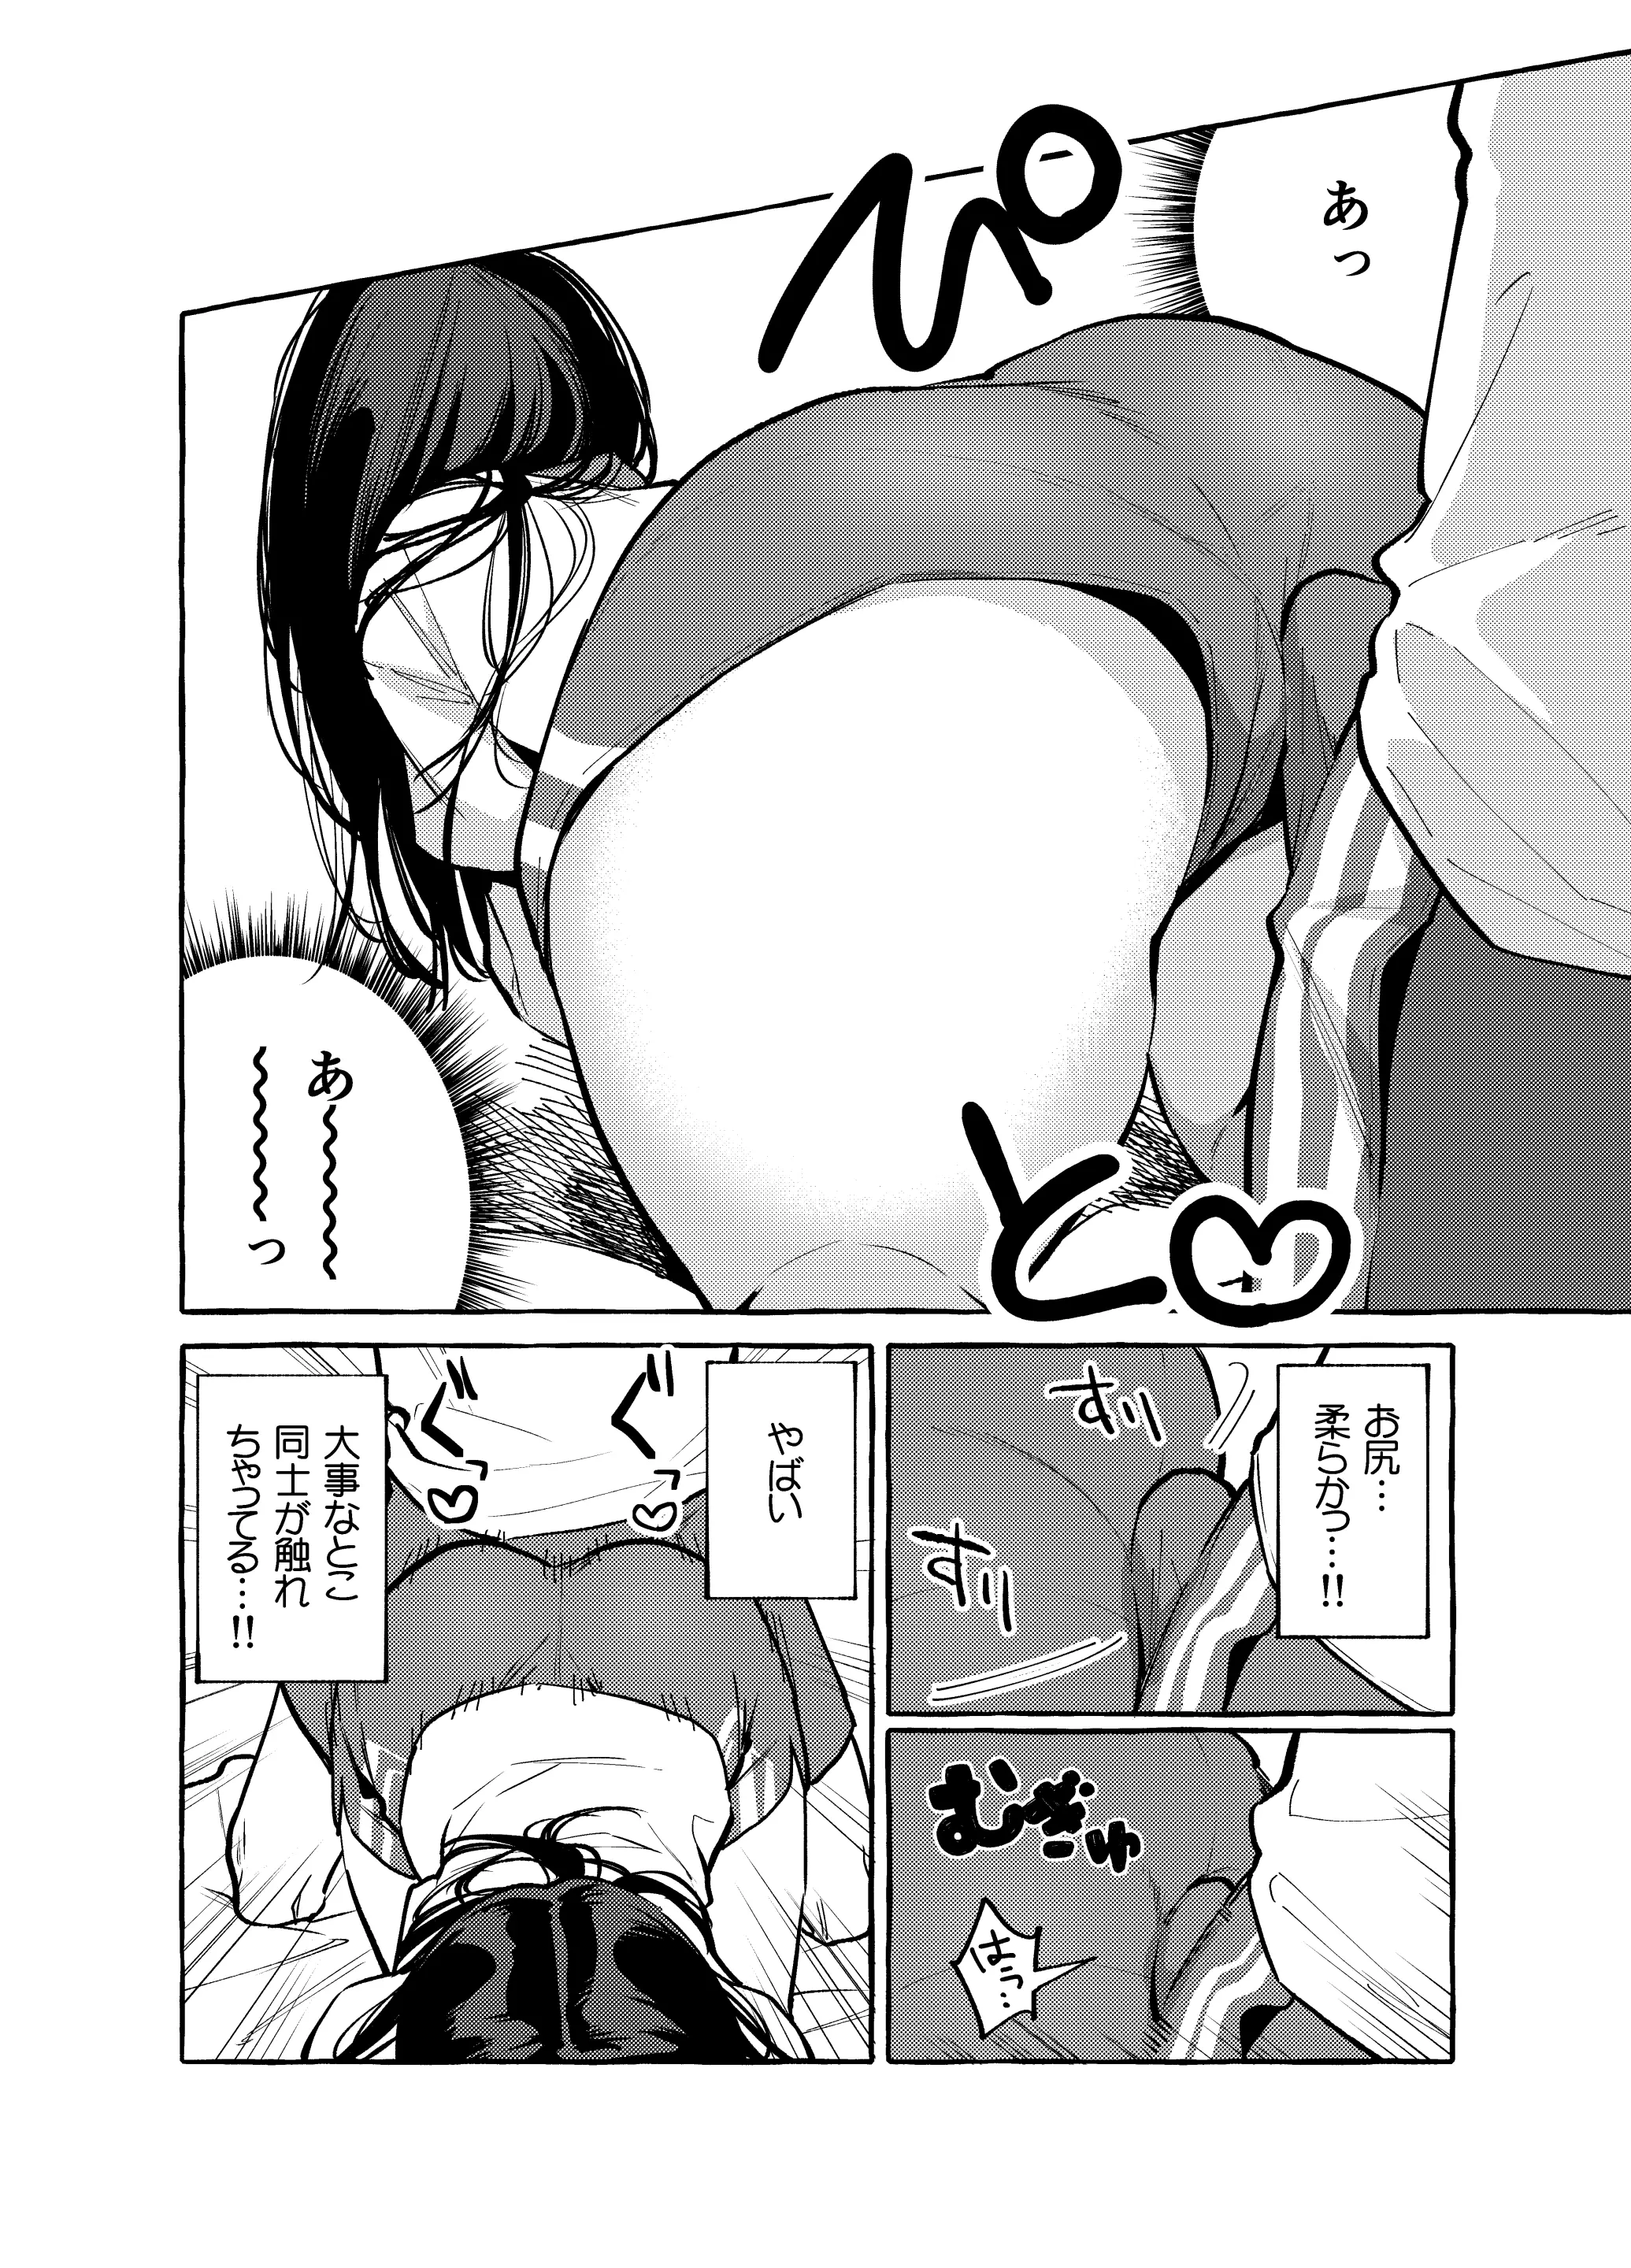 あっ
ぴ
と♡
あ～～～
～～～っ
お尻…
柔らかっ…!!
すり
すり
むぎゅ
はぅ…
やばい
ぐっ♡
ぐっ♡
大事なとこ
同士が触れ
ちゃってる…!!